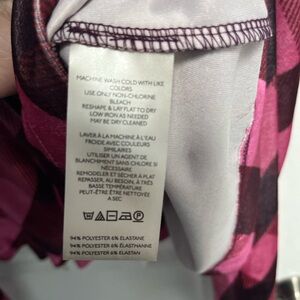 MACHINE WASH COLD WITH LIKE
COLORS
USE ONLY NON-CHLORINE
BLEACH
RESHAPE & LAY FLAT TO DRY
LOW IRON AS NEEDED
MAY BE DRY CLEANED
LAVER À LA MACHINE À L'EAU
FROIDE AVEC COULEURS
SIMILAIRES
UTILISER UN AGENT DE
BLANCHIMENT SANS CHLORE SI
NÉCESSAIRE
REMODELER ET SÉCHER À PLAT
REPASSER, AU BESOIN, À TRÈS
BASSE TEMPÉRATURE
PEUT-ÊTRE ÊTRE NETTOYÉ
A SEC
94% POLYESTER 6% ELASTANE
94% POLYESTER 6% ÉLASTHANNE
94% POLIÉSTER 6% ELASTAN